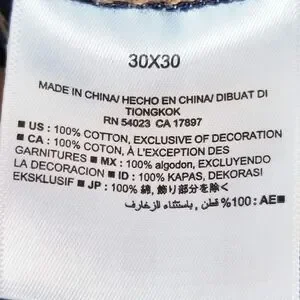 30X30
MADE IN CHINA/ HECHO EN CHINA/ DIBUAT DI
TIONGKOK
RN 54023 CA 17897
■ US : 100% COTTON, EXCLUSIVE OF DECORATION
■ CA : 100% COTON, À L'EXCEPTION DES
GARNITURES ■ MX : 100% algodon, EXCLUYENDO
LA DECORACION ■ ID : 100% KAPAS, DEKORASI
EKSKLUSIF ■ JP : 100% 綿, 飾り部分を除く
■ AE: 100% قطن , باستثناء الزخارف